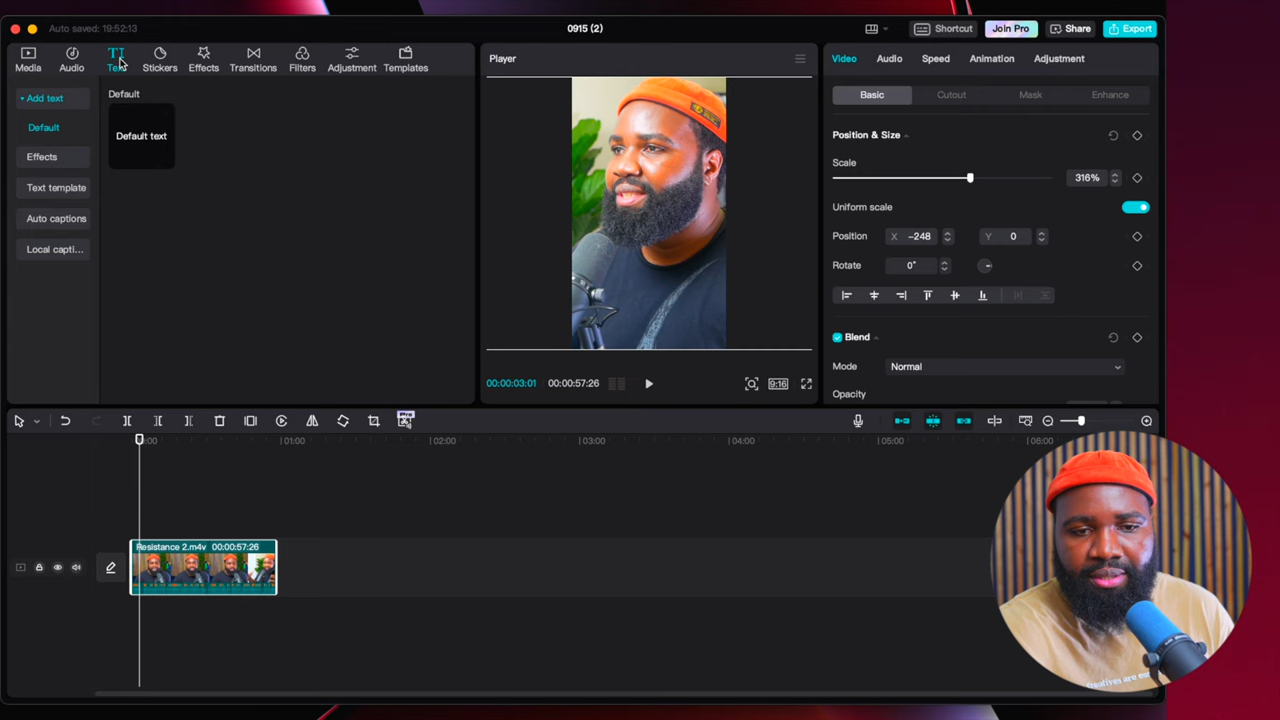 Auto saved: 19:52:13
0915 (2)
Shortcut
Join Pro
Share
Export
Media
Audio
Text
Stickers
Effects
Transitions
Filters
Adjustment
Templates
Add text
Default
Effects
Text template
Auto captions
Local capti...
Default
Default text
Player
00:00:03:01
00:00:57:26
9:16
Video
Audio
Speed
Animation
Adjustment
Basic
Cutout
Mask
Enhance
Position & Size
Scale
316%
Uniform scale
Position
X -248
Y 0
Rotate
0°
Blend
Mode
Normal
Opacity
Pro
:00
01:00
02:00
03:00
04:00
05:00
06:00
Resistance 2.m4v 00:00:57:26